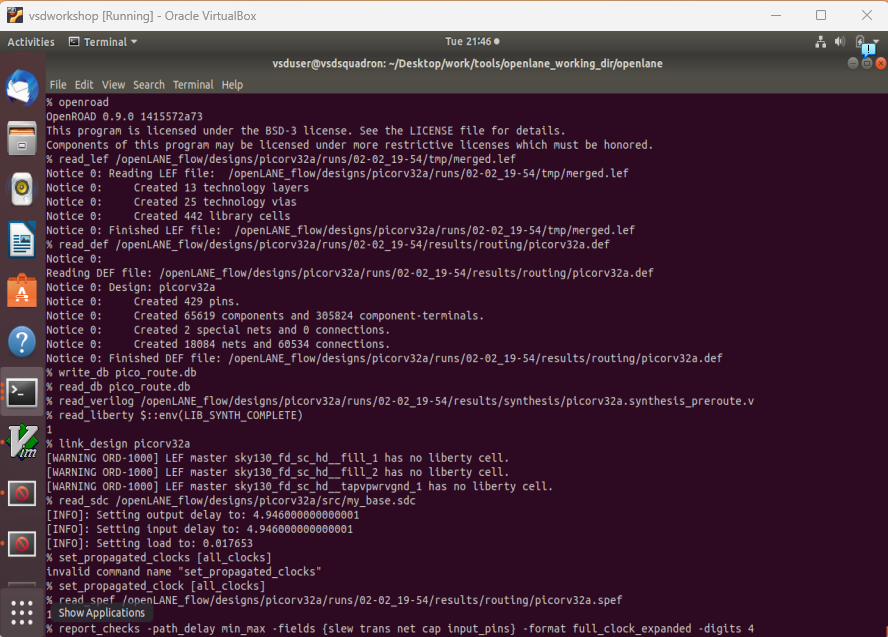 vsdworkshop [Running] - Oracle VirtualBox
Activities Terminal Tue 21:46
vsduser@vsdsquadron: ~/Desktop/work/tools/openlane_working_dir/openlane
File Edit View Search Terminal Help
% openroad
OpenROAD 0.9.0 1415572a73
This program is licensed under the BSD-3 license. See the LICENSE file for details.
Components of this program may be licensed under more restrictive licenses which must be honored.
% read_lef /openLANE_flow/designs/picorv32a/runs/02-02_19-54/tmp/merged.lef
Notice 0: Reading LEF file:  /openLANE_flow/designs/picorv32a/runs/02-02_19-54/tmp/merged.lef
Notice 0:     Created 13 technology layers
Notice 0:     Created 25 technology vias
Notice 0:     Created 442 library cells
Notice 0: Finished LEF file:  /openLANE_flow/designs/picorv32a/runs/02-02_19-54/tmp/merged.lef
% read_def /openLANE_flow/designs/picorv32a/runs/02-02_19-54/results/routing/picorv32a.def
Notice 0:
Reading DEF file: /openLANE_flow/designs/picorv32a/runs/02-02_19-54/results/routing/picorv32a.def
Notice 0: Design: picorv32a
Notice 0:     Created 429 pins.
Notice 0:     Created 65619 components and 305824 component-terminals.
Notice 0:     Created 2 special nets and 0 connections.
Notice 0:     Created 18084 nets and 60534 connections.
Notice 0: Finished DEF file: /openLANE_flow/designs/picorv32a/runs/02-02_19-54/results/routing/picorv32a.def
% write_db pico_route.db
% read_db pico_route.db
% read_verilog /openLANE_flow/designs/picorv32a/runs/02-02_19-54/results/synthesis/picorv32a.synthesis_preroute.v
% read_liberty $::env(LIB_SYNTH_COMPLETE)
1
% link_design picorv32a
[WARNING ORD-1000] LEF master sky130_fd_sc_hd__fill_1 has no liberty cell.
[WARNING ORD-1000] LEF master sky130_fd_sc_hd__fill_2 has no liberty cell.
[WARNING ORD-1000] LEF master sky130_fd_sc_hd__tapvpwrvgnd_1 has no liberty cell.
% read_sdc /openLANE_flow/designs/picorv32a/src/my_base.sdc
[INFO]: Setting output delay to: 4.946000000000001
[INFO]: Setting input delay to: 4.946000000000001
[INFO]: Setting load to: 0.017653
% set_propagated_clocks [all_clocks]
invalid command name "set_propagated_clocks"
% set_propagated_clock [all_clocks]
% read_spef /openLANE_flow/designs/picorv32a/runs/02-02_19-54/results/routing/picorv32a.spef
1 Show Applications
% report_checks -path_delay min_max -fields {slew trans net cap input_pins} -format full_clock_expanded -digits 4